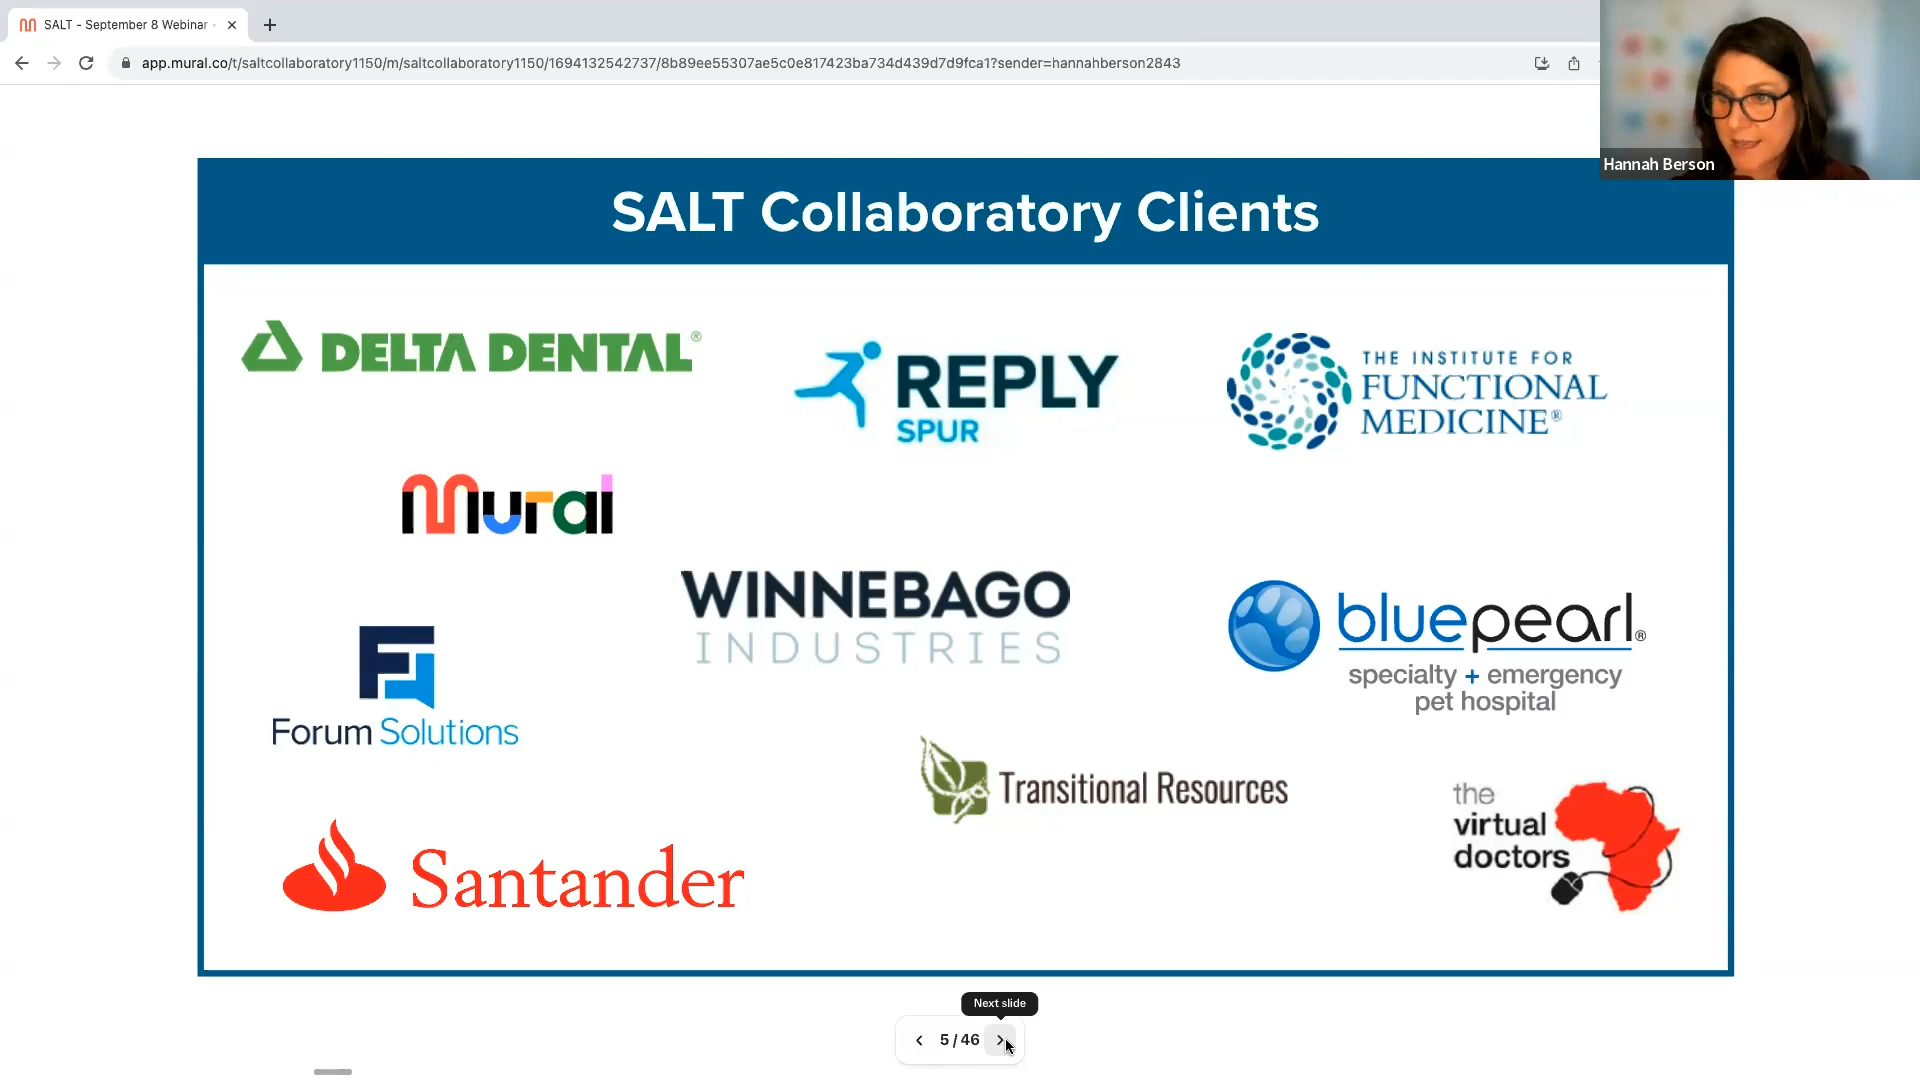 SALT - September 8 Webinar
app.mural.co/t/saltcollaboratory1150/m/saltcollaboratory1150/1694132542737/8b89ee55307ae5c0e817423ba734d439d7d9fca1?sender=hannahberson2843
Hannah Berson
SALT Collaboratory Clients
DELTA DENTAL®
REPLY
SPUR
THE INSTITUTE FOR
FUNCTIONAL
MEDICINE®
mural
WINNEBAGO
INDUSTRIES
bluepearl®
specialty + emergency
pet hospital
Forum Solutions
Transitional Resources
the
virtual
doctors
Santander
Next slide
5 / 46